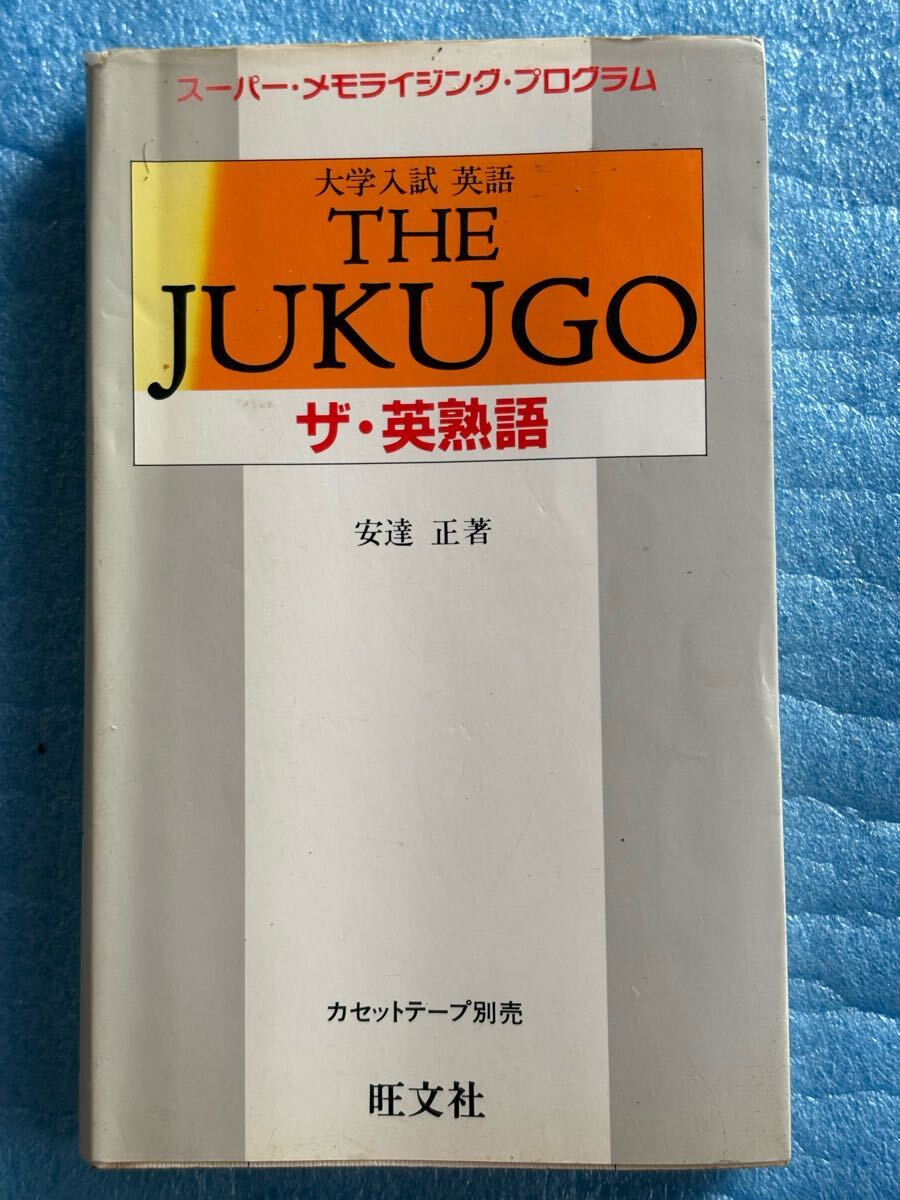 スーパー・メモライジング・プログラム
大学入試 英語
THE
JUKUGO
ザ・英熟語
安達 正著
カセットテープ別売
旺文社